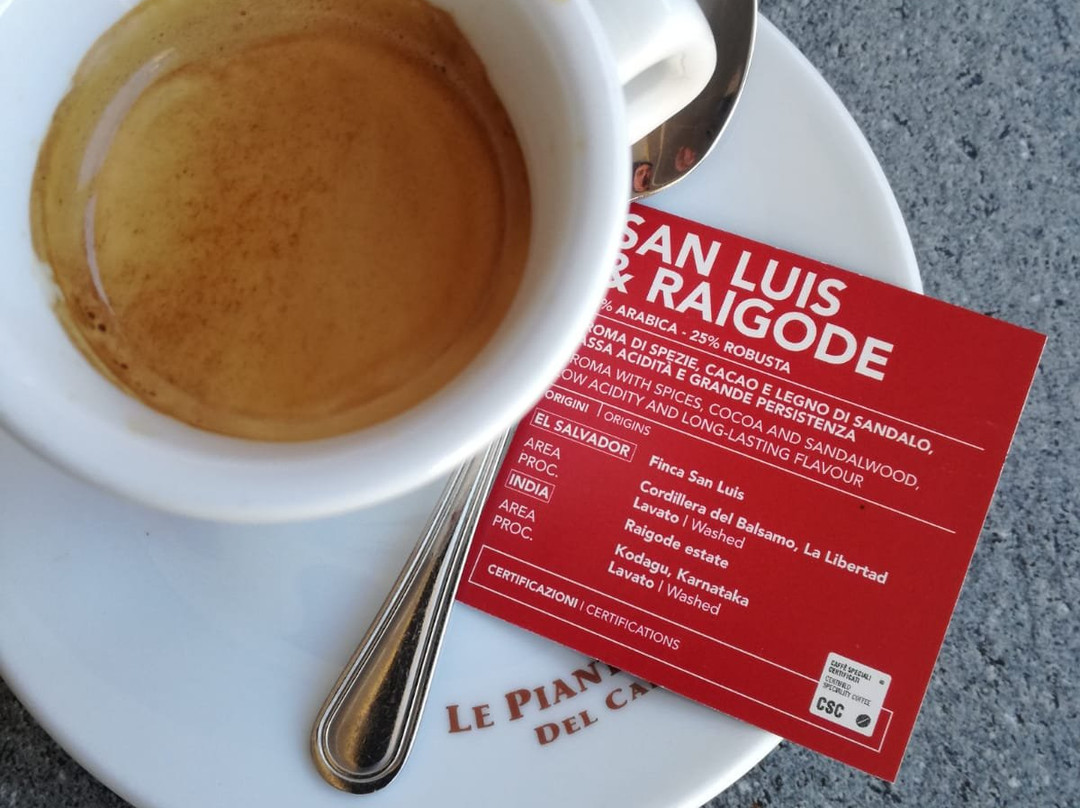 SAN LUIS
& RAIGODE
% ARABICA - 25% ROBUSTA
ROMA DI SPEZIE, CACAO E LEGNO DI SANDALO,
ASSA ACIDITÀ E GRANDE PERSISTENZA
ROMA WITH SPICES, COCOA AND SANDALWOOD,
OW ACIDITY AND LONG-LASTING FLAVOUR
ORIGINI | ORIGINS
EL SALVADOR Finca San Luis
AREA Cordillera del Balsamo, La Libertad
PROC. Lavato | Washed
INDIA Raigode estate
AREA Kodagu, Karnataka
PROC. Lavato | Washed
CERTIFICAZIONI | CERTIFICATIONS
CAFFÈ SPECIALI
CERTIFICATI
CERTIFIED
SPECIALITY COFFEE
CSC
LE PIANT
DEL CA